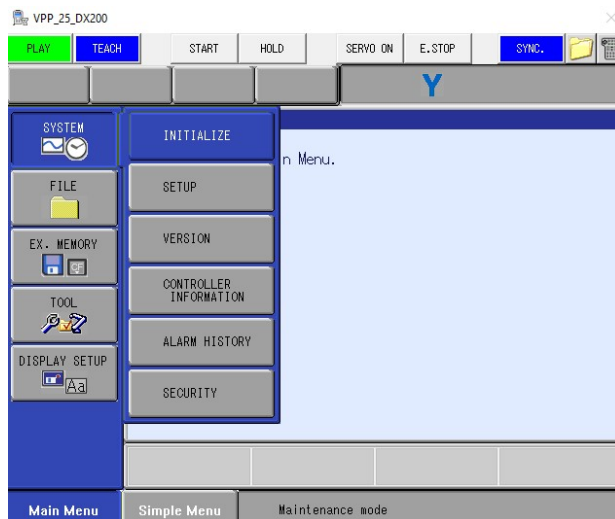 VPP_25_DX200
PLAY TEACH START HOLD SERVO ON E.STOP SYNC.
Y
SYSTEM
FILE
EX. MEMORY
CF
TOOL
DISPLAY SETUP
Aa
INITIALIZE
SETUP
VERSION
CONTROLLER
INFORMATION
ALARM HISTORY
SECURITY
n Menu.
Main Menu Simple Menu Maintenance mode